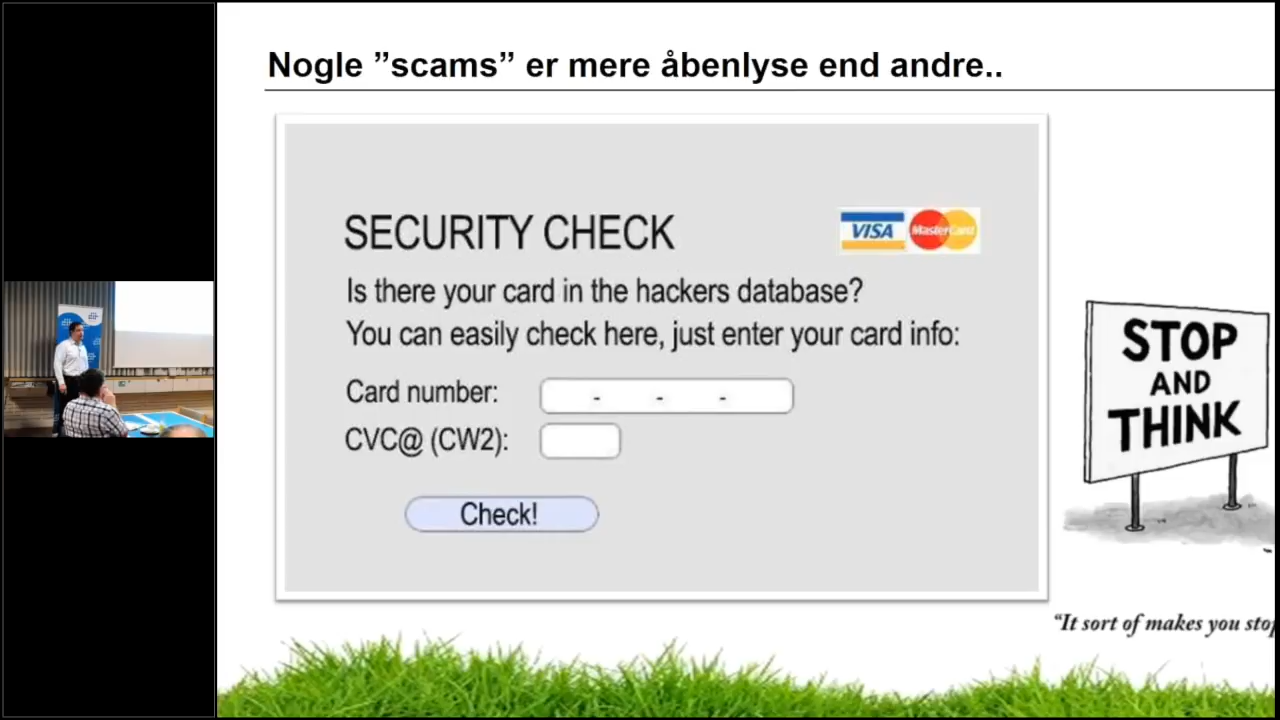 Nogle ”scams” er mere åbenlyse end andre..
SECURITY CHECK
VISA
MasterCard
Is there your card in the hackers database?
You can easily check here, just enter your card info:
Card number:
- - -
CVC@ (CW2):
Check!
STOP
AND
THINK
“It sort of makes you stop